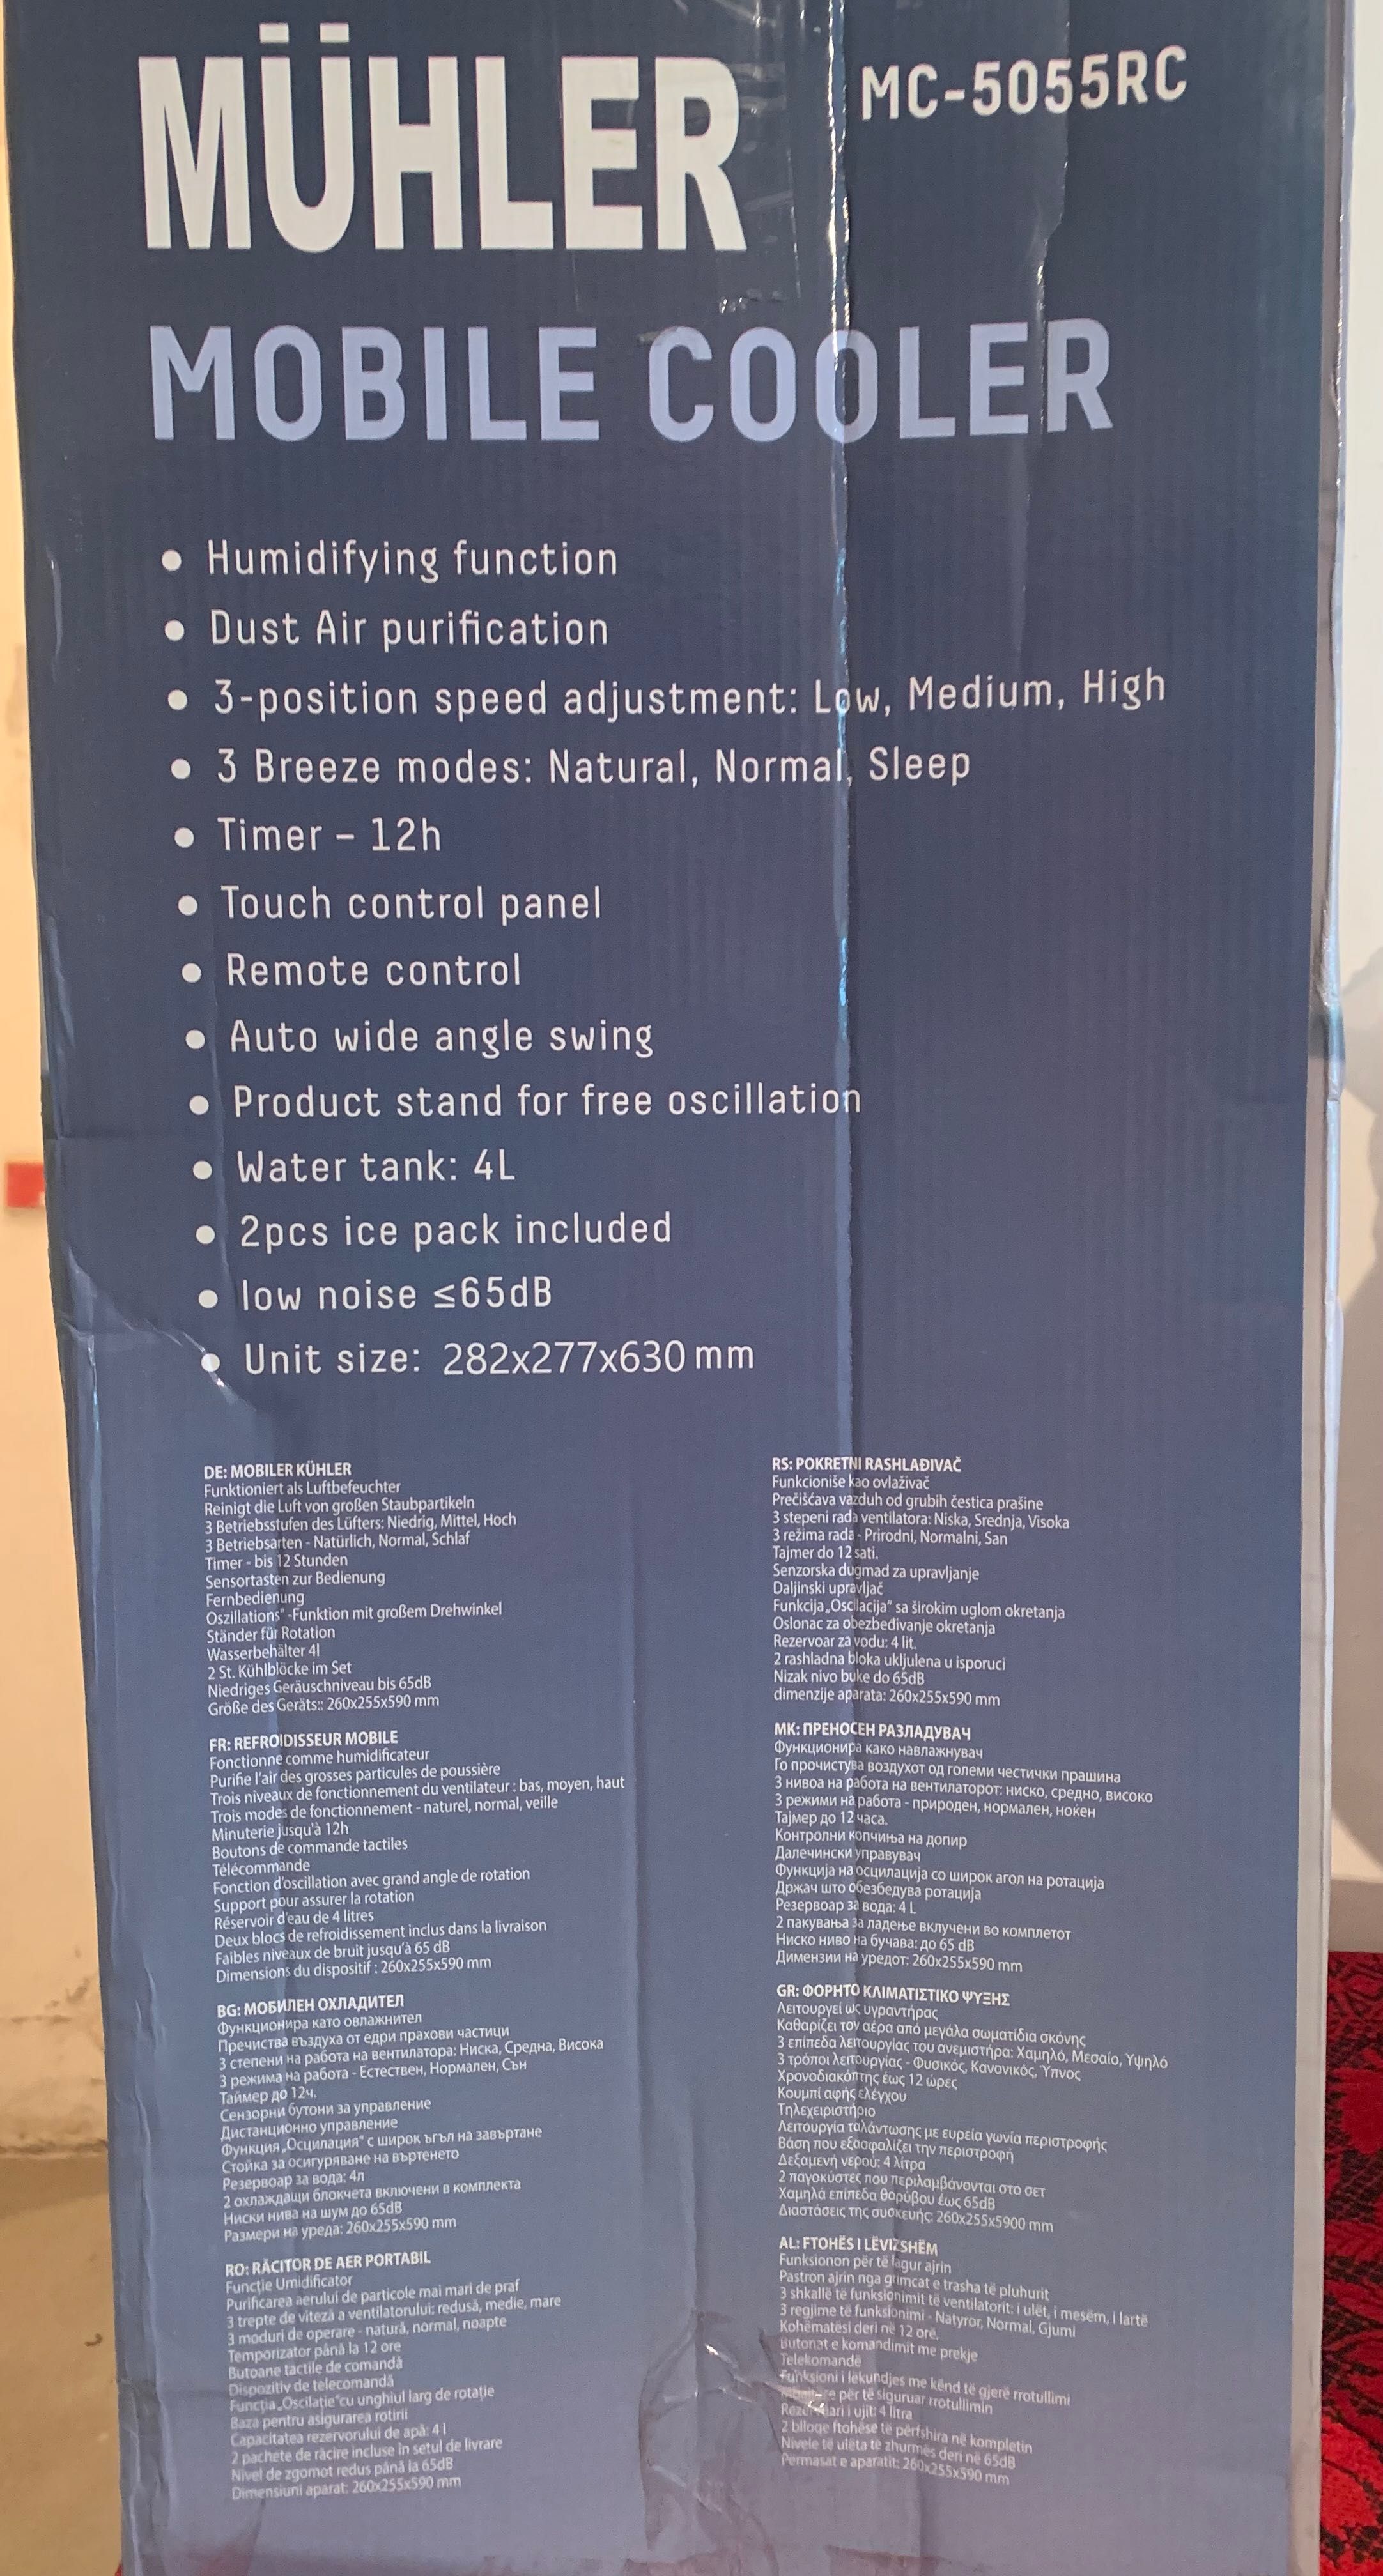 MÜHLER
MC-5055RC
MOBILE COOLER
• Humidifying function
• Dust Air purification
• 3-position speed adjustment: Low, Medium, High
• 3 Breeze modes: Natural, Normal, Sleep
• Timer – 12h
• Touch control panel
• Remote control
• Auto wide angle swing
• Product stand for free oscillation
• Water tank: 4L
• 2pcs ice pack included
• low noise ≤65dB
• Unit size: 282x277x630 mm
DE: MOBILER KÜHLER
Funktioniert als Luftbefeuchter
Reinigt die Luft von großen Staubpartikeln
3 Betriebsstufen des Lüfters: Niedrig, Mittel, Hoch
3 Betriebsarten - Natürlich, Normal, Schlaf
Timer - bis 12 Stunden
Sensortasten zur Bedienung
Fernbedienung
Oszillations" -Funktion mit großem Drehwinkel
Ständer für Rotation
Wasserbehälter 4l
2 St. Kühlblöcke im Set
Niedriges Geräuschniveau bis 65dB
Größe des Geräts:: 260x255x590 mm
FR: REFROIDISSEUR MOBILE
Fonctionne comme humidificateur
Purifie l'air des grosses particules de poussière
Trois niveaux de fonctionnement du ventilateur : bas, moyen, haut
Trois modes de fonctionnement - naturel, normal, veille
Minuterie jusqu'à 12h
Boutons de commande tactiles
Télécommande
Fonction d'oscillation avec grand angle de rotation
Support pour assurer la rotation
Réservoir d'eau de 4 litres
Deux blocs de refroidissement inclus dans la livraison
Faibles niveaux de bruit jusqu'à 65 dB
Dimensions du dispositif : 260x255x590 mm
BG: МОБИЛЕН ОХЛАДИТЕЛ
Функционира като овлажнител
Пречиства въздуха от едри прахови частици
3 степени на работа на вентилатора: Ниска, Средна, Висока
3 режима на работа - Естествен, Нормален, Сън
Таймер до 12ч.
Сензорни бутони за управление
Дистанционно управление
Функция „Осцилация" с широк ъгъл на завъртане
Стойка за осигуряване на въртенето
Резервоар за вода: 4л
2 охлаждащи блокчета включени в комплекта
Ниски нива на шум до 65dB
Размери на уреда: 260x255x590 mm
RO: RĂCITOR DE AER PORTABIL
Funcție Umidificator
Purificarea aerului de particole mai mari de praf
3 trepte de viteză a ventilatorului: redusă, medie, mare
3 moduri de operare - natură, normal, noapte
Temporizator până la 12 ore
Butoane tactile de comandă
Dispozitiv de telecomandă
Funcția „Oscilație"cu unghiul larg de rotație
Baza pentru asigurarea rotirii
Capacitatea rezervorului de apă: 4 l
2 pachete de răcire incluse în setul de livrare
Nivel de zgomot redus până la 65dB
Dimensiuni aparat: 260x255x590 mm
RS: POKRETNI RASHLAĐIVAČ
Funkcioniše kao ovlaživač
Prečišćava vazduh od grubih čestica prašine
3 stepeni rada ventilatora: Niska, Srednja, Visoka
3 režima rada - Prirodni, Normalni, San
Tajmer do 12 sati.
Senzorska dugmad za upravljanje
Daljinski upravljač
Funkcija „Oscilacija" sa širokim uglom okretanja
Oslonac za obezbeđivanje okretanja
Rezervoar za vodu: 4 lit.
2 rashladna bloka ukljulena u isporuci
Nizak nivo buke do 65dB
dimenzije aparata: 260x255x590 mm
MK: ПРЕНОСЕН РАЗЛАДУВАЧ
Функционира како навлажнувач
Го прочистува воздухот од големи честички прашина
3 нивоа на работа на вентилаторот: ниско, средно, високо
3 режими на работа - природен, нормален, ноќен
Тајмер до 12 часа.
Контролни копчиња на допир
Далечински управувач
Функција на осцилација со широк агол на ротација
Држач што обезбедува ротација
Резервоар за вода: 4 L
2 пакувања за ладење вклучени во комплетот
Ниско ниво на бучава: до 65 dB
Димензии на уредот: 260x255x590 mm
GR: ΦΟΡΗΤΟ ΚΛΙΜΑΤΙΣΤΙΚΟ ΨΥΞΗΣ
Λειτουργεί ως υγραντήρας
Καθαρίζει τον αέρα από μεγάλα σωματίδια σκόνης
3 επίπεδα λειτουργίας του ανεμιστήρα: Χαμηλό, Μεσαίο, Υψηλό
3 τρόποι λειτουργίας - Φυσικός, Κανονικός, Ύπνος
Χρονοδιακόπτης έως 12 ώρες
Κουμπί αφής ελέγχου
Τηλεχειριστήριο
Λειτουργία ταλάντωσης με ευρεία γωνία περιστροφής
Βάση που εξασφαλίζει την περιστροφή
Δεξαμενή νερού: 4 λίτρα
2 παγοκύστες που περιλαμβάνονται στο σετ
Χαμηλά επίπεδα θορύβου έως 65dB
Διαστάσεις της συσκευής: 260x255x5900 mm
AL: FTOHËS I LËVIZSHËM
Funksionon për të lagur ajrin
Pastron ajrin nga grimcat e trasha të pluhurit
3 shkallë të funksionimit të ventilatorit: i ulët, i mesëm, i lartë
3 regjime të funksionimi - Natyror, Normal, Gjumi
Kohëmatësi deri në 12 orë.
Butonat e komandimit me prekje
Telekomandë
Funksioni i lëkundjes me kënd të gjerë rrotullimi
për të siguruar rrotullimin
i ujit: 4 litra
2 blloqe ftohëse të përfshira në kompletin
Nivele të ulëta të zhurmës deri në 65dB
Permasat e aparatit: 260x255x590 mm